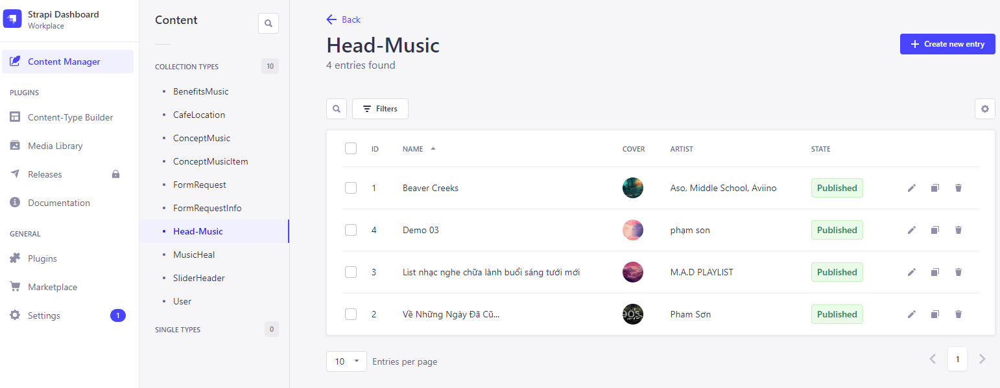 Strapi Dashboard
Workplace
Content Manager
PLUGINS
Content-Type Builder
Media Library
Releases
Documentation
GENERAL
Plugins
Marketplace
Settings
1
Content
COLLECTION TYPES
10
BenefitsMusic
CafeLocation
ConceptMusic
ConceptMusicItem
FormRequest
FormRequestInfo
Head-Music
MusicHeal
SliderHeader
User
SINGLE TYPES
0
Back
Head-Music
4 entries found
Create new entry
Filters
ID NAME COVER ARTIST STATE
1 Beaver Creeks Aso, Middle School, Aviino Published
4 Demo 03 phạm son Published
3 List nhạc nghe chữa lành buổi sáng tưới mới M.A.D PLAYLIST Published
2 Về Những Ngày Đã Cũ... 90s Pham Sơn Published
10 Entries per page
1